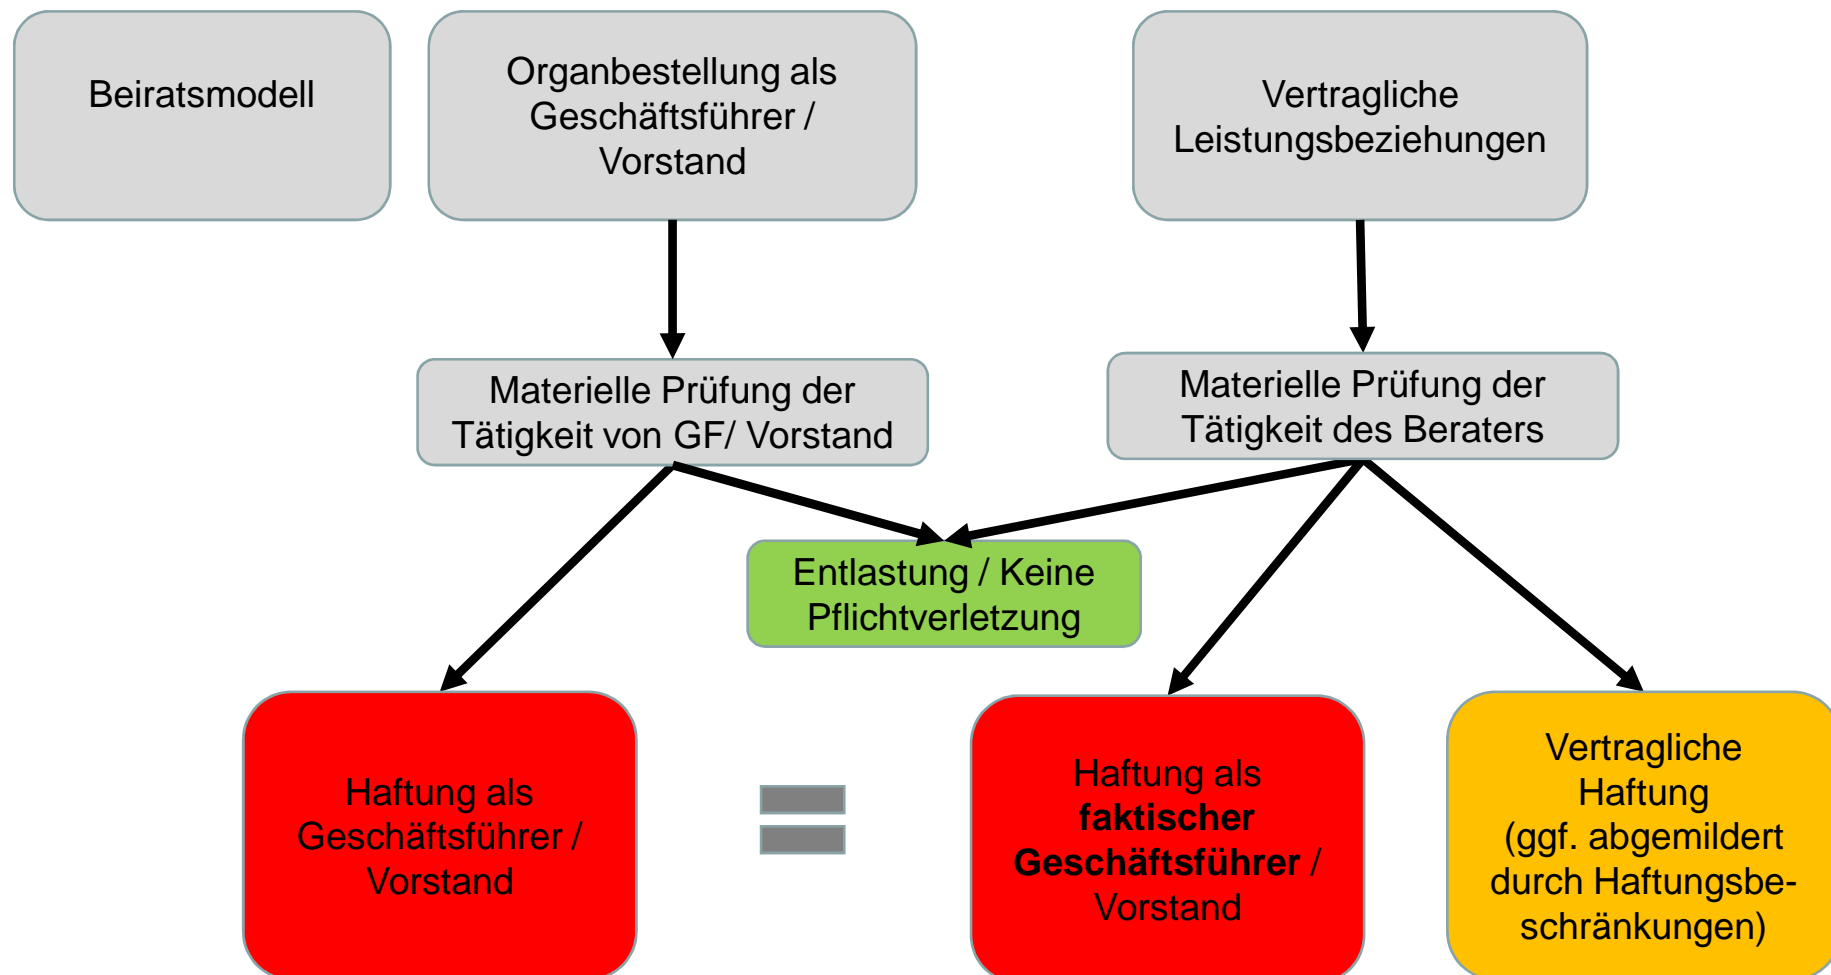 Beiratsmodell
Organbestellung als
Geschäftsführer /
Vorstand
Vertragliche
Leistungsbeziehungen
Materielle Prüfung der
Tätigkeit von GF/ Vorstand
Materielle Prüfung der
Tätigkeit des Beraters
Entlastung / Keine
Pflichtverletzung
Haftung als
Geschäftsführer /
Vorstand
Haftung als
faktischer
Geschäftsführer /
Vorstand
Vertragliche
Haftung
(ggf. abgemildert
durch Haftungsbe-
schränkungen)